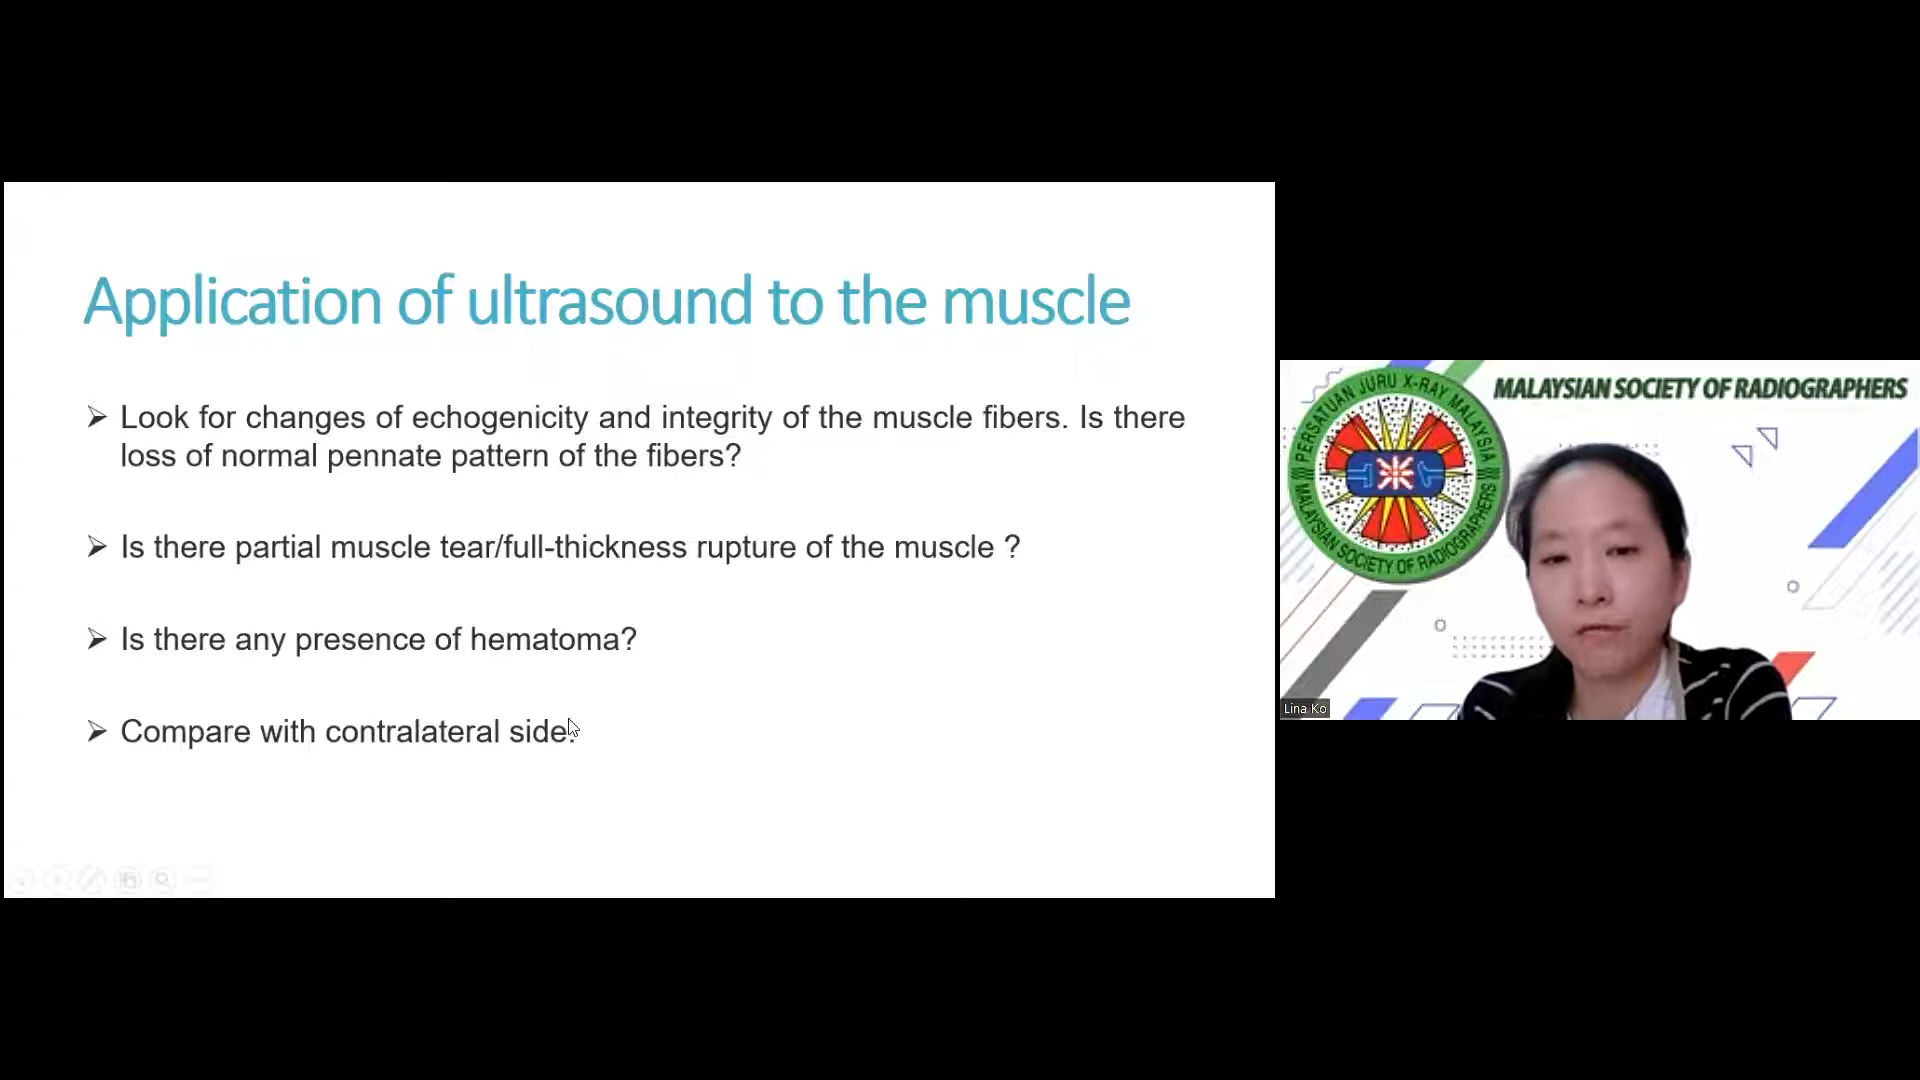 Application of ultrasound to the muscle
➢ Look for changes of echogenicity and integrity of the muscle fibers. Is there
loss of normal pennate pattern of the fibers?
➢ Is there partial muscle tear/full-thickness rupture of the muscle ?
➢ Is there any presence of hematoma?
➢ Compare with contralateral side.
MALAYSIAN SOCIETY OF RADIOGRAPHERS
PERSATUAN JURU X-RAY MALAYSIA
MALAYSIAN SOCIETY OF RADIOGRAPHERS
Lina Ko